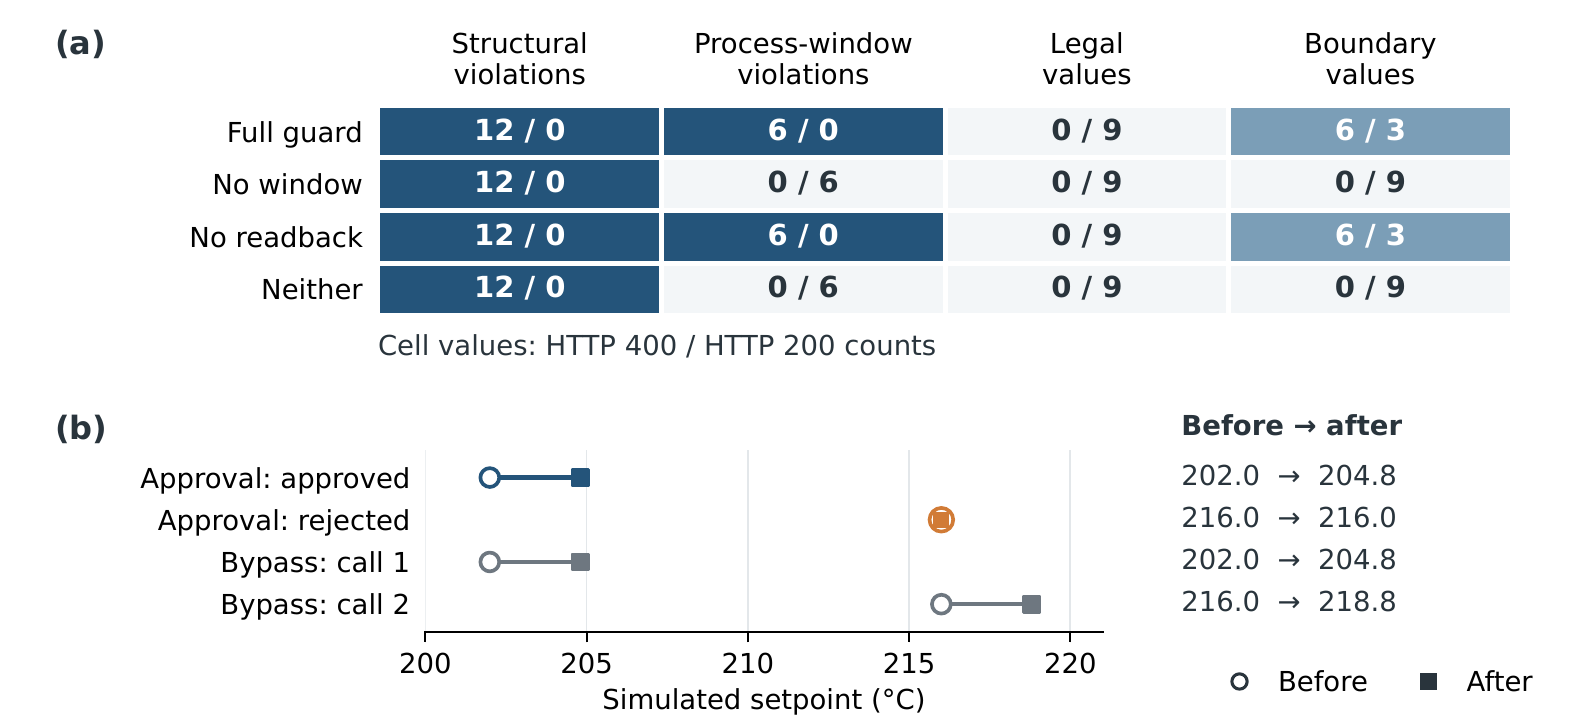 (a)
Structural violations
Process-window violations
Legal values
Boundary values
Full guard 12 / 0 6 / 0 0 / 9 6 / 3
No window 12 / 0 0 / 6 0 / 9 0 / 9
No readback 12 / 0 6 / 0 0 / 9 6 / 3
Neither 12 / 0 0 / 6 0 / 9 0 / 9
Cell values: HTTP 400 / HTTP 200 counts
(b)
Before → after
Approval: approved 202.0 → 204.8
Approval: rejected 216.0 → 216.0
Bypass: call 1 202.0 → 204.8
Bypass: call 2 216.0 → 218.8
200 205 210 215 220
Simulated setpoint (°C)
Before After